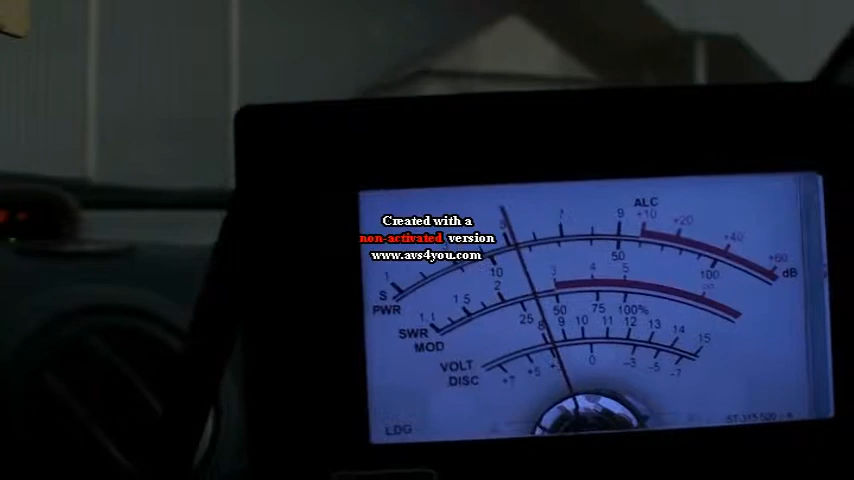 Created with a
non-activated version
www.avs4you.com
ALC
5 7 9 +10 +20 +40 +60 dB
1
S
PWR
10 50 100
SWR
1.1 1.5 2 3 4 5 ∞
MOD
25 50 75 100%
VOLT
8 9 10 11 12 13 14 15
DISC
+7 +5 +3 0 -3 -5 -7
LDG